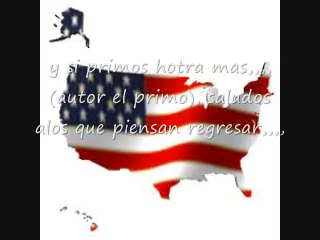 y si primos hotra mas,,,,
(autor el primo) saludos
alos que piensan regresar,,,,